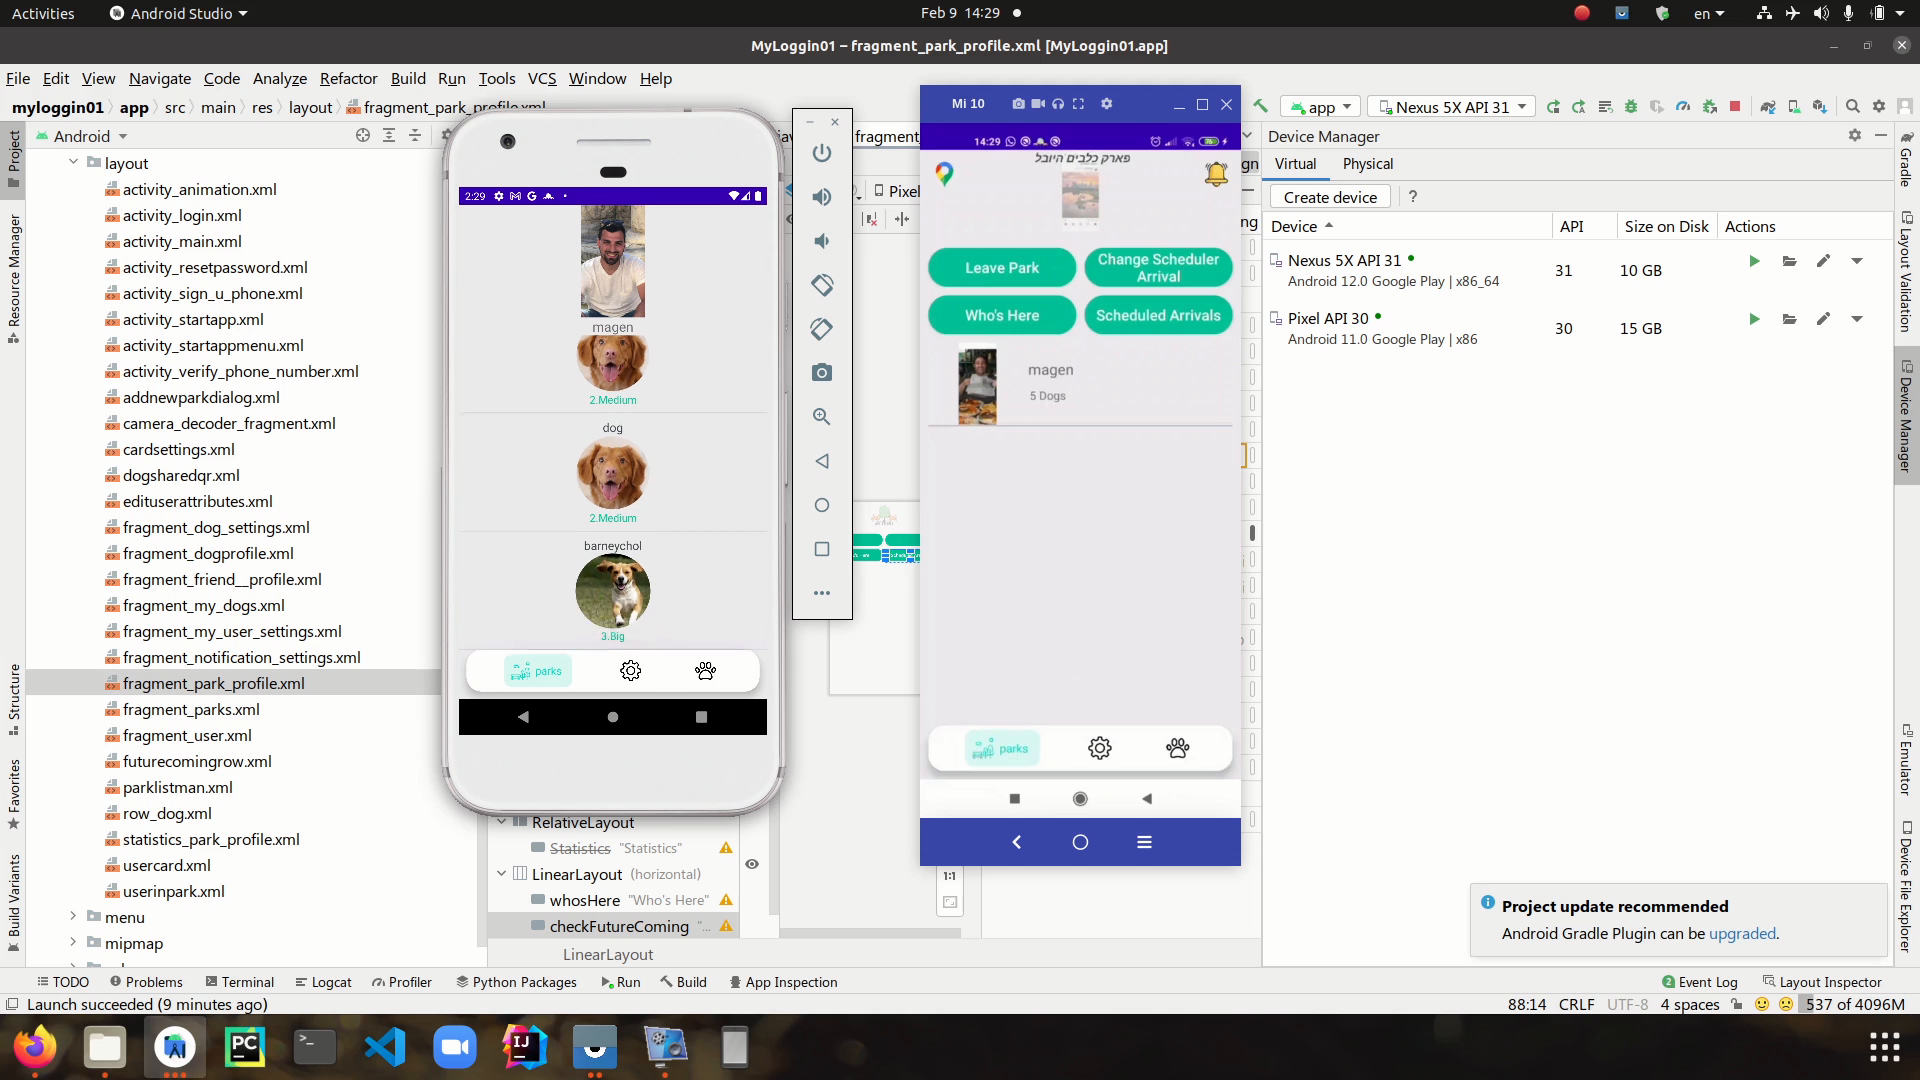 Activities
Android Studio
Feb 9 14:29
en
MyLoggin01 – fragment_park_profile.xml [MyLoggin01.app]
File Edit View Navigate Code Analyze Refactor Build Run Tools VCS Window Help
myloggin01 app src main res layout fragment_park_profile.xml
app
Nexus 5X API 31
Android
Project
Resource Manager
Structure
Favorites
Build Variants
layout
activity_animation.xml
activity_login.xml
activity_main.xml
activity_resetpassword.xml
activity_sign_u_phone.xml
activity_startapp.xml
activity_startappmenu.xml
activity_verify_phone_number.xml
addnewparkdialog.xml
camera_decoder_fragment.xml
cardsettings.xml
dogsharedqr.xml
edituserattributes.xml
fragment_dog_settings.xml
fragment_dogprofile.xml
fragment_friend__profile.xml
fragment_my_dogs.xml
fragment_my_user_settings.xml
fragment_notification_settings.xml
fragment_park_profile.xml
fragment_parks.xml
fragment_user.xml
futurecomingrow.xml
parklistman.xml
row_dog.xml
statistics_park_profile.xml
usercard.xml
userinpark.xml
menu
mipmap
2:29
magen
2.Medium
dog
2.Medium
barneychol
3.Big
parks
fragment_
Pixel
RelativeLayout
Statistics "Statistics"
LinearLayout (horizontal)
whosHere "Who's Here"
checkFutureComing "...
LinearLayout
1:1
Mi 10
14:29
פארק כלבים היובל
Leave Park
Change Scheduler Arrival
Who's Here
Scheduled Arrivals
magen
5 Dogs
parks
Device Manager
Virtual Physical
Create device ?
Device API Size on Disk Actions
Nexus 5X API 31
Android 12.0 Google Play | x86_64
31 10 GB
Pixel API 30
Android 11.0 Google Play | x86
30 15 GB
Gradle
Layout Validation
Device Manager
Emulator
Device File Explorer
Project update recommended
Android Gradle Plugin can be upgraded.
TODO Problems Terminal Logcat Profiler Python Packages Run Build App Inspection
2 Event Log Layout Inspector
Launch succeeded (9 minutes ago)
88:14 CRLF UTF-8 4 spaces 537 of 4096M